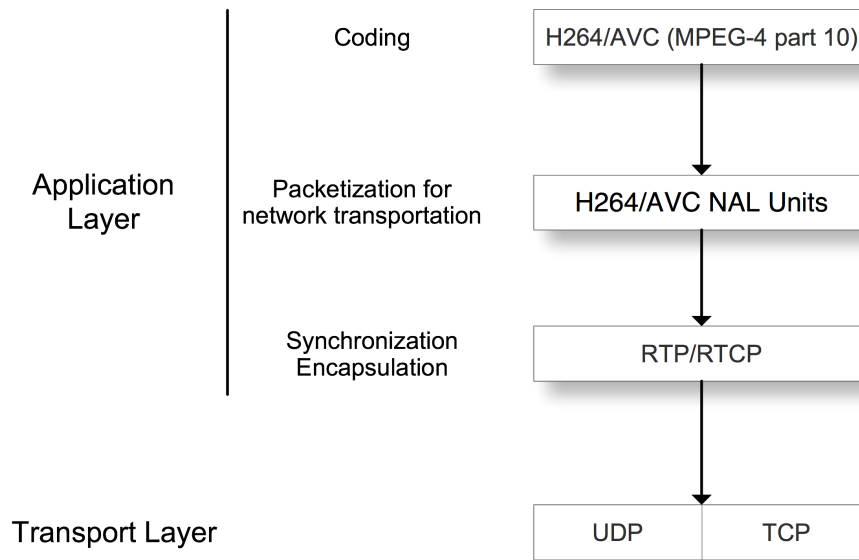 Coding
H264/AVC (MPEG-4 part 10)
Application
Layer
Packetization for
network transportation
H264/AVC NAL Units
Synchronization
Encapsulation
RTP/RTCP
Transport Layer
UDP
TCP